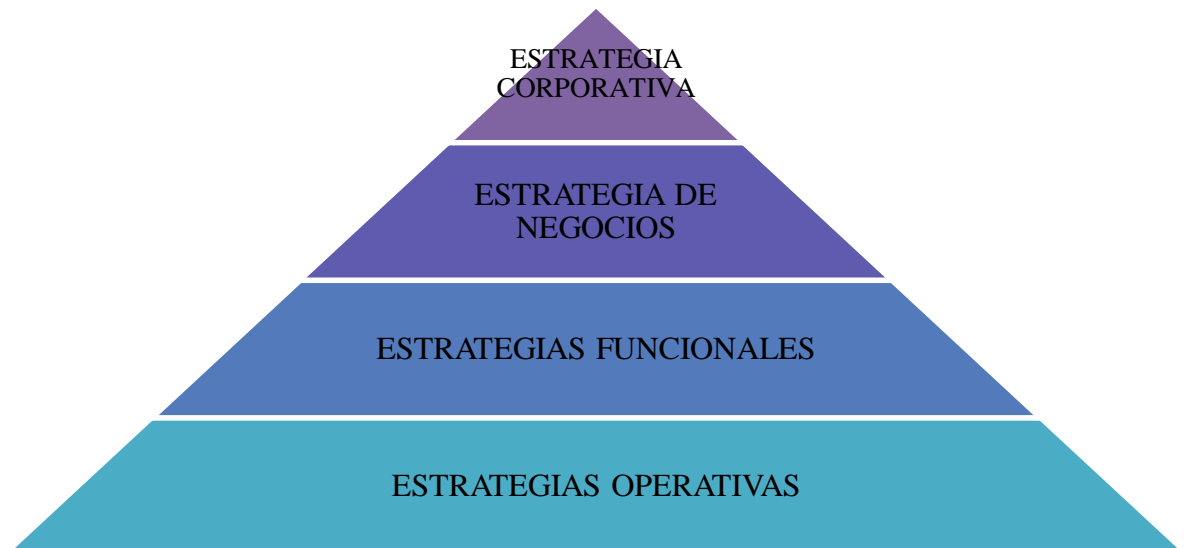 ESTRATEGIA
CORPORATIVA
ESTRATEGIA DE
NEGOCIOS
ESTRATEGIAS FUNCIONALES
ESTRATEGIAS OPERATIVAS